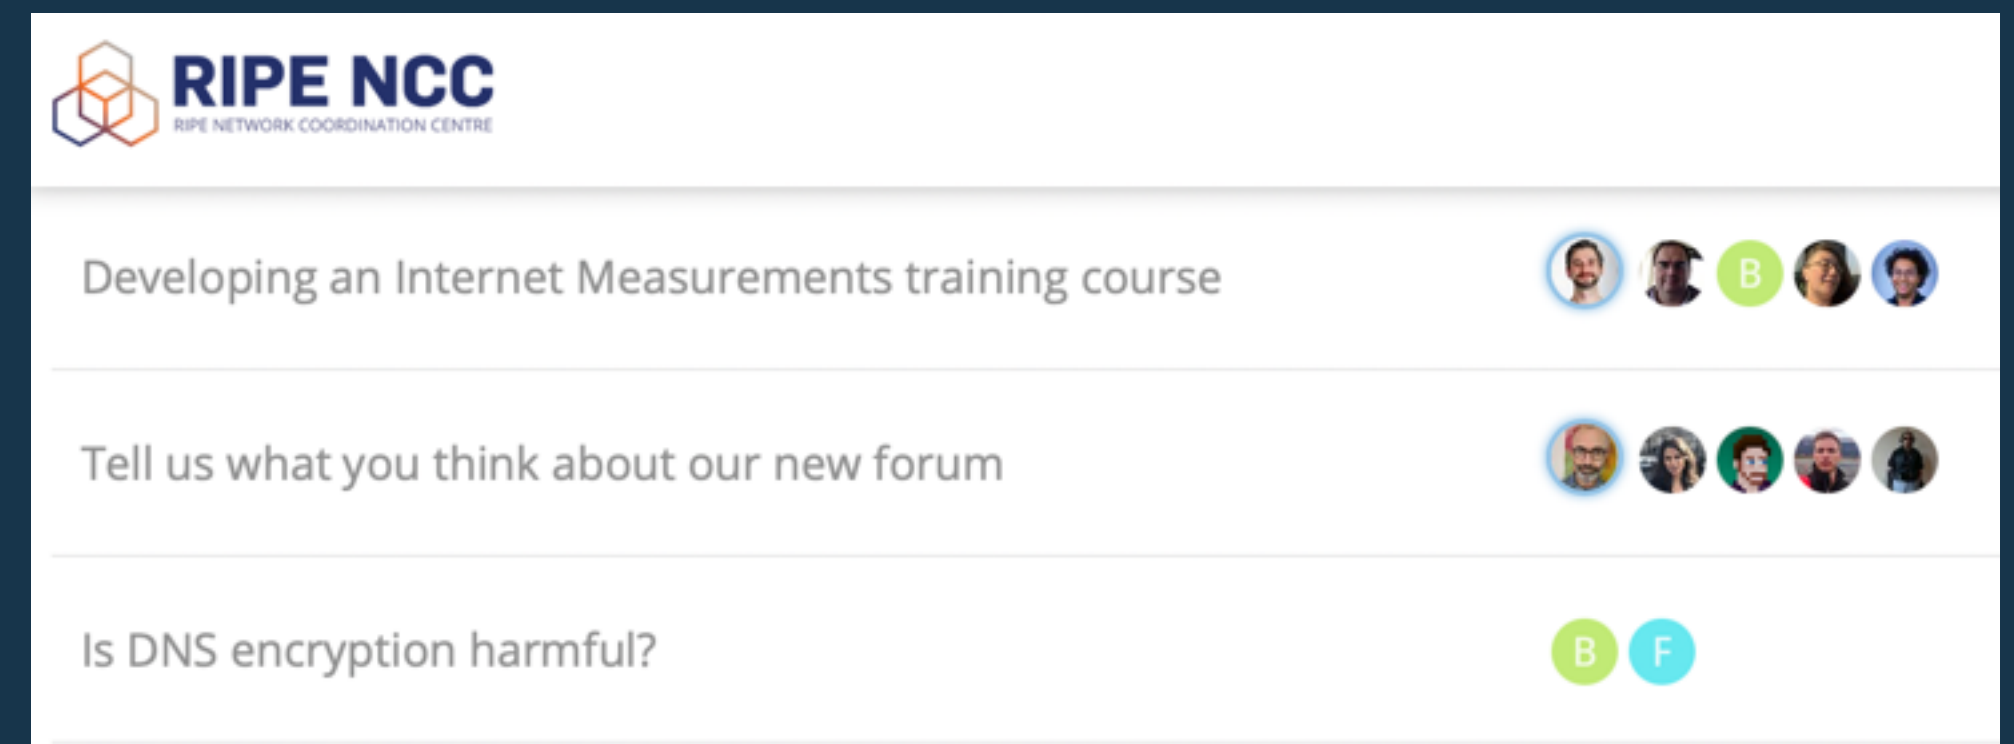 RIPE NCC
RIPE NETWORK COORDINATION CENTRE
Developing an Internet Measurements training course
B
Tell us what you think about our new forum
Is DNS encryption harmful?
B F